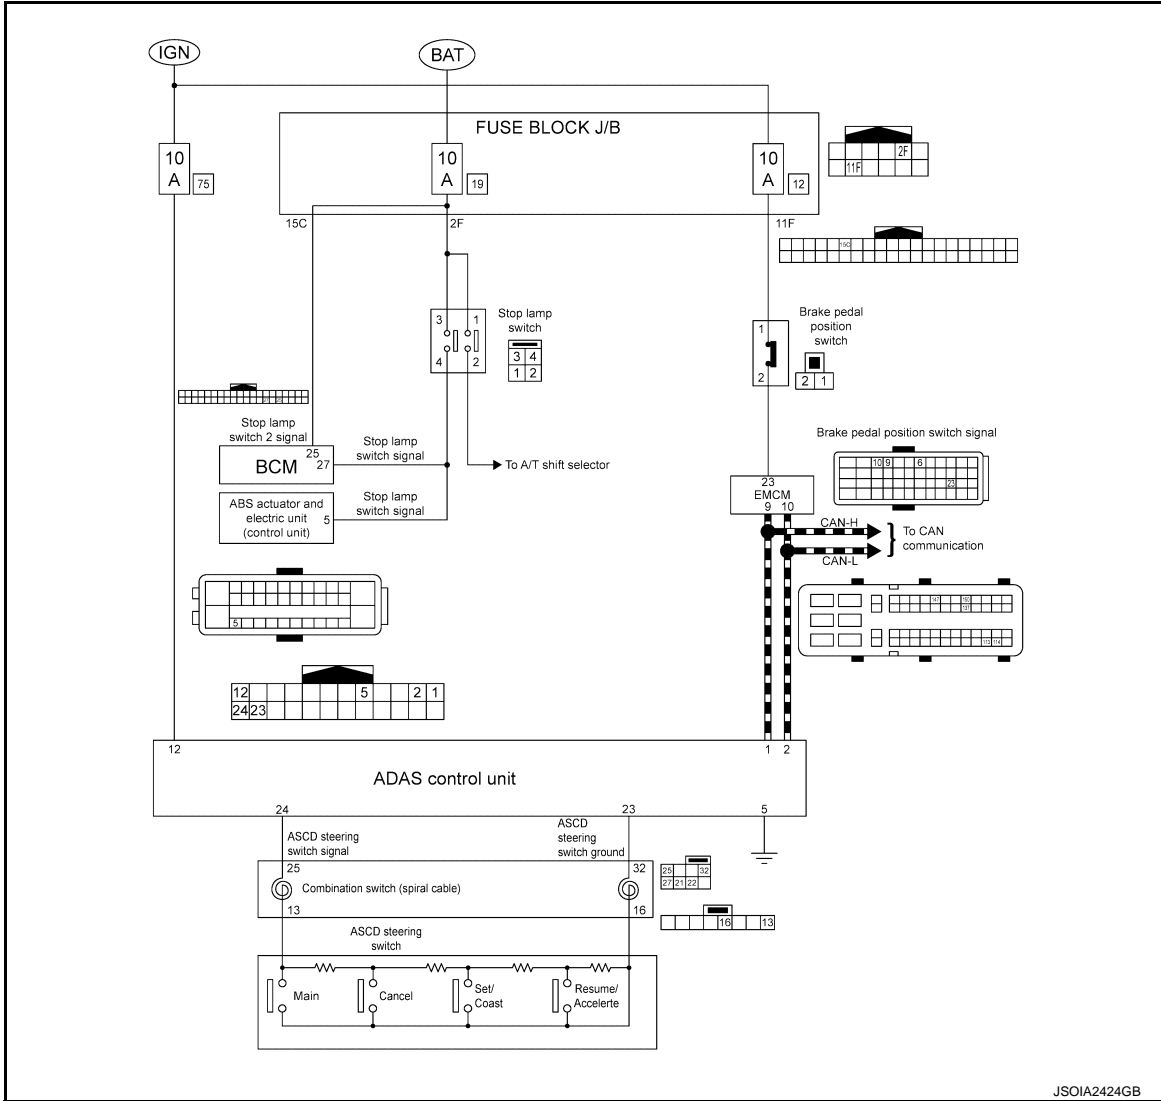 IGN
BAT
FUSE BLOCK J/B
10
A
75
10
A
19
10
A
12
2F
11F
15C
2F
11F
15C
3
1
4
2
Stop lamp
switch
3 4
1 2
1
2
Brake pedal
position
switch
2 1
Stop lamp
switch 2 signal
25
27
BCM
Stop lamp
switch signal
To A/T shift selector
ABS actuator and
electric unit
(control unit)
5
Stop lamp
switch signal
Brake pedal position switch signal
10 9 6
23
23
EMCM
9 10
CAN-H
CAN-L
To CAN
communication
5
147 150
137
113 114
12 5 2 1
24 23
12
1 2
ADAS control unit
24
23
5
ASCD steering
switch signal
ASCD
steering
switch ground
25
32
Combination switch (spiral cable)
13
16
25 32
27 21 22
16 13
ASCD steering
switch
Main
Cancel
Set/
Coast
Resume/
Accelerte
JSOIA2424GB